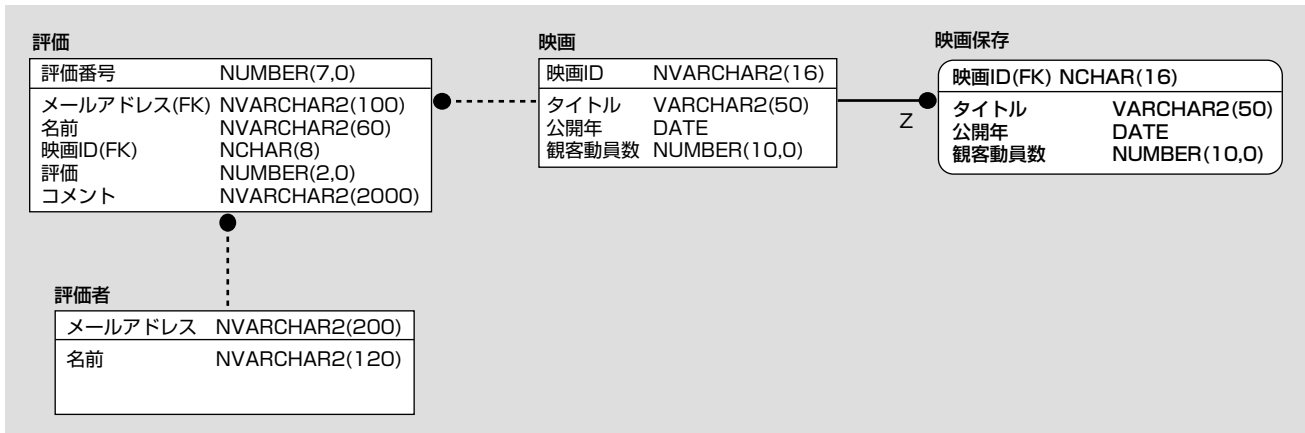 評価
評価番号 NUMBER(7,0)
メールアドレス(FK) NVARCHAR2(100)
名前 NVARCHAR2(60)
映画ID(FK) NCHAR(8)
評価 NUMBER(2,0)
コメント NVARCHAR2(2000)
映画
映画ID NVARCHAR2(16)
タイトル VARCHAR2(50)
公開年 DATE
観客動員数 NUMBER(10,0)
Z
映画保存
映画ID(FK) NCHAR(16)
タイトル VARCHAR2(50)
公開年 DATE
観客動員数 NUMBER(10,0)
評価者
メールアドレス NVARCHAR2(200)
名前 NVARCHAR2(120)